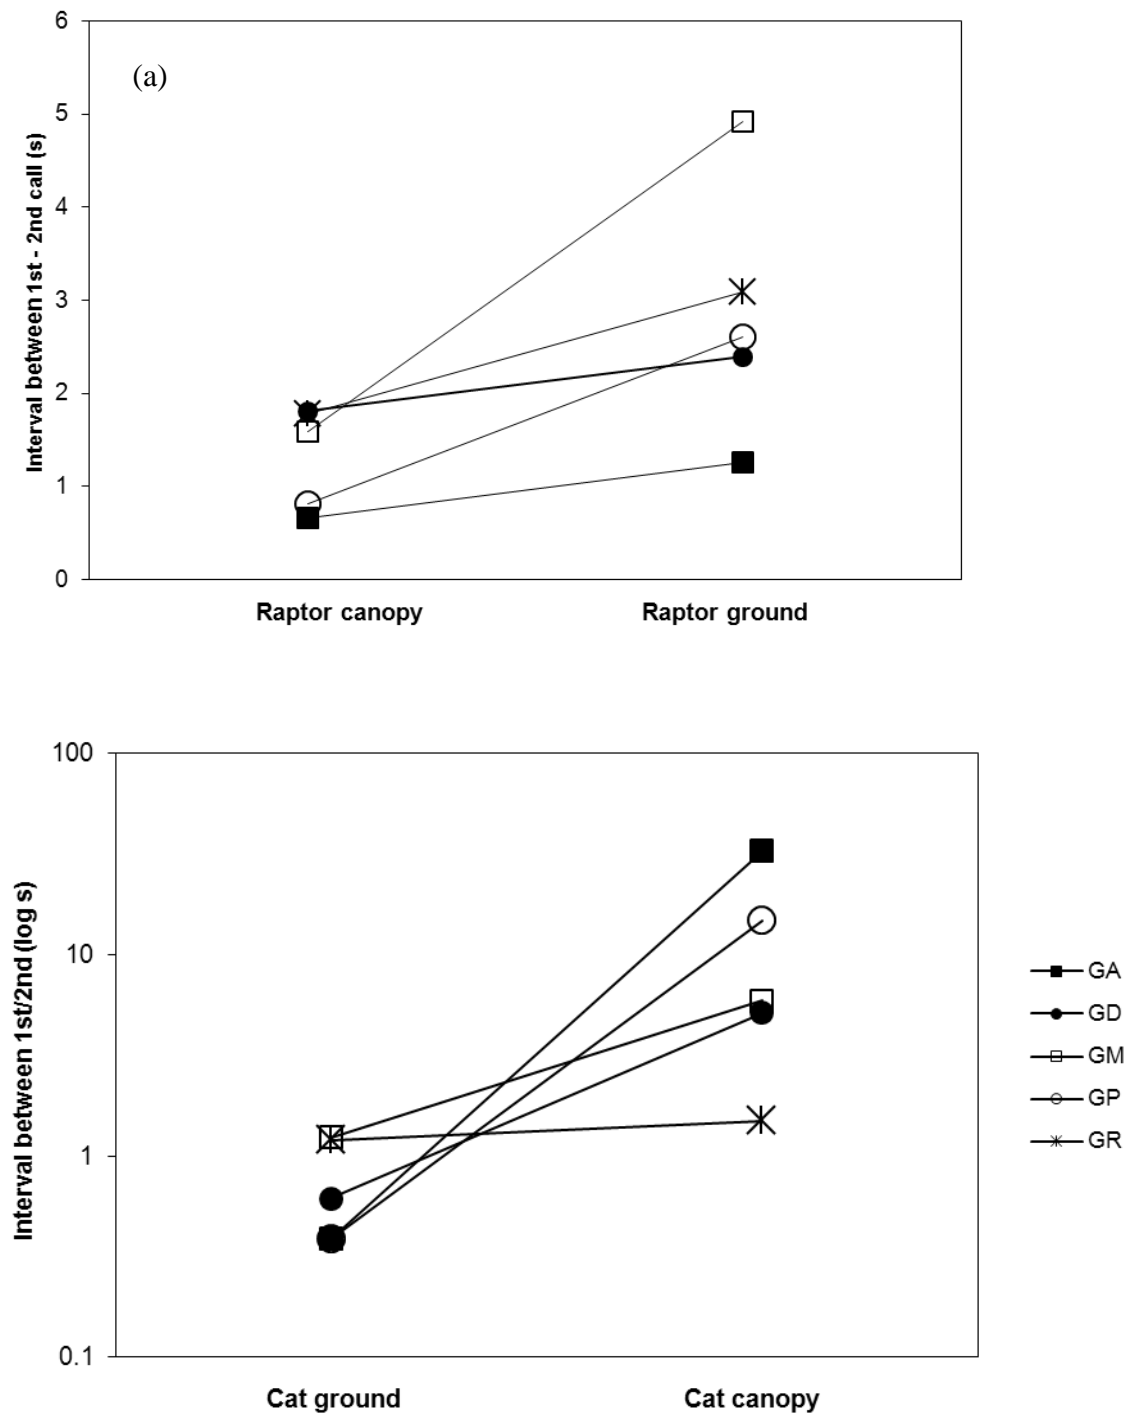 (a)
Interval between 1st - 2nd call (s)
6
5
4
3
2
1
0
Raptor canopy
Raptor ground
Interval between 1st/2nd (log s)
100
10
1
0.1
Cat ground
Cat canopy
GA
GD
GM
GP
GR